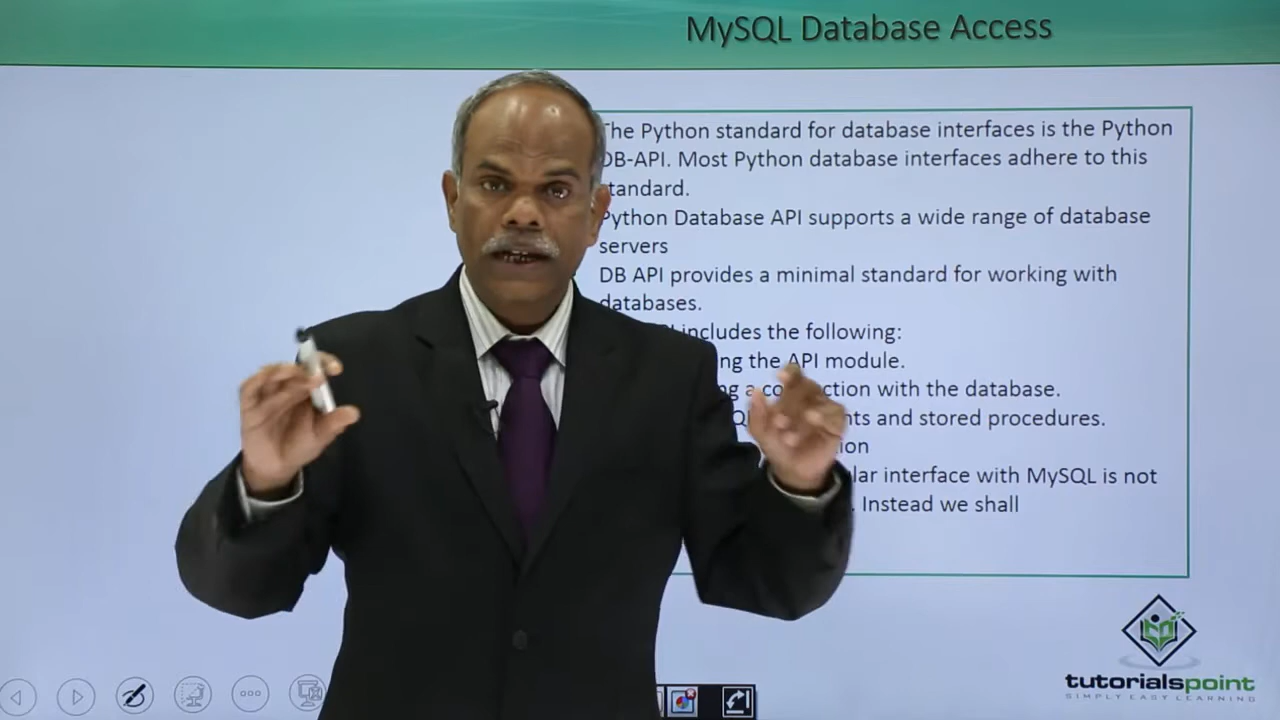 MySQL Database Access
The Python standard for database interfaces is the Python
DB-API. Most Python database interfaces adhere to this
standard.
Python Database API supports a wide range of database
servers
DB API provides a minimal standard for working with
databases.
includes the following:
the API module.
with the database.
and stored procedures.
interface with MySQL is not
. Instead we shall
tutorialspoint
SIMPLY EASY LEARNING